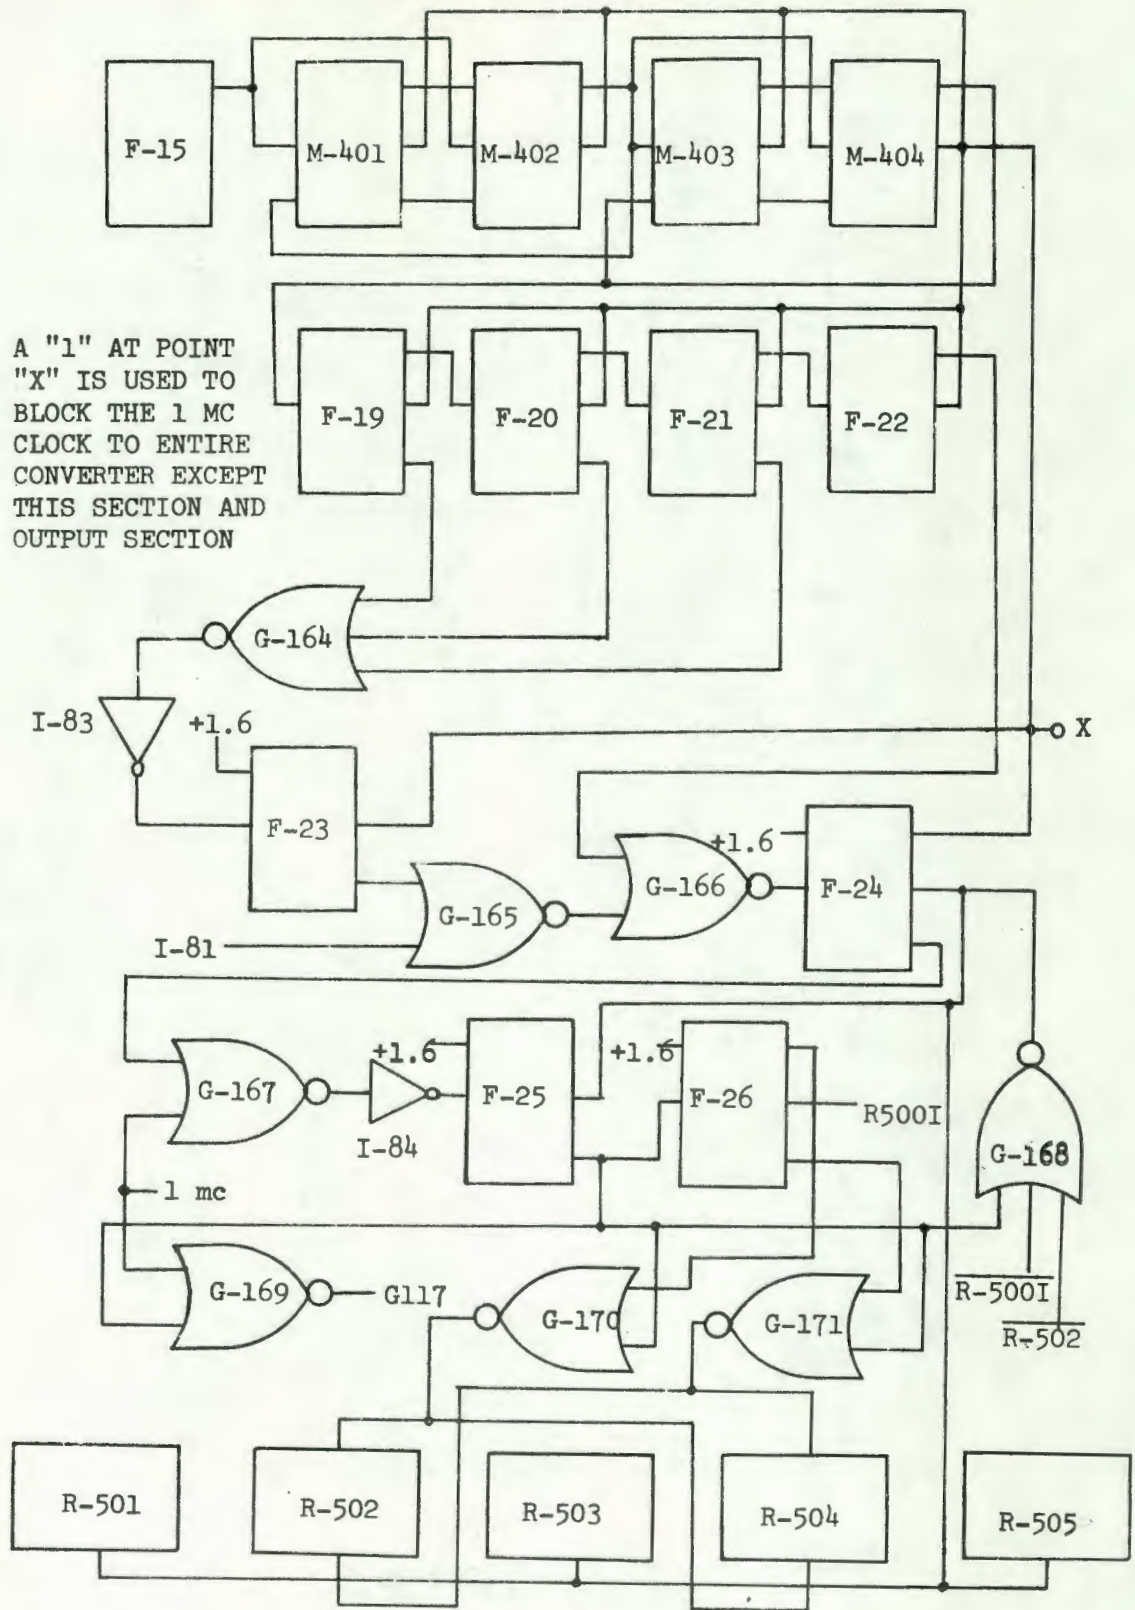 F-15
M-401
M-402
M-403
M-404
A "1" AT POINT
"X" IS USED TO
BLOCK THE 1 MC
CLOCK TO ENTIRE
CONVERTER EXCEPT
THIS SECTION AND
OUTPUT SECTION
F-19
F-20
F-21
F-22
G-164
I-83
+1.6
X
F-23
+1.6
G-166
F-24
G-165
I-81
+1.6
F-25
+1.6
F-26
G-167
I-84
R500I
G-168
1 mc
G-169
G117
G-170
G-171
R-500I
R-502
R-501
R-502
R-503
R-504
R-505